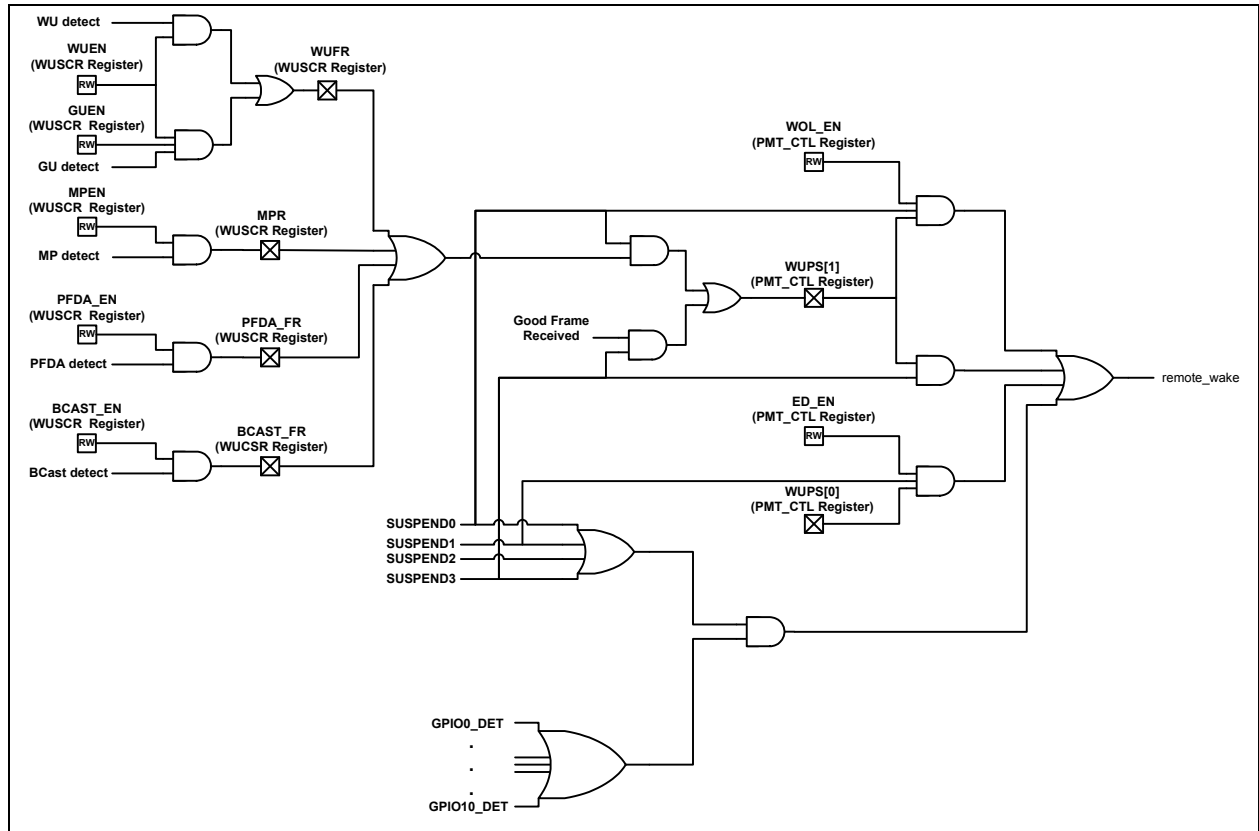 WU detect
WUEN
(WUSCR Register)
RW
GUEN
(WUSCR Register)
RW
GU detect
WUFR
(WUSCR Register)
MPEN
(WUSCR Register)
RW
MP detect
MPR
(WUSCR Register)
PFDA_EN
(WUSCR Register)
RW
PFDA detect
PFDA_FR
(WUSCR Register)
BCAST_EN
(WUSCR Register)
RW
BCast detect
BCAST_FR
(WUCSR Register)
WOL_EN
(PMT_CTL Register)
RW
WUPS[1]
(PMT_CTL Register)
Good Frame
Received
ED_EN
(PMT_CTL Register)
RW
WUPS[0]
(PMT_CTL Register)
remote_wake
SUSPEND0
SUSPEND1
SUSPEND2
SUSPEND3
GPIO0_DET
.
.
.
GPIO10_DET